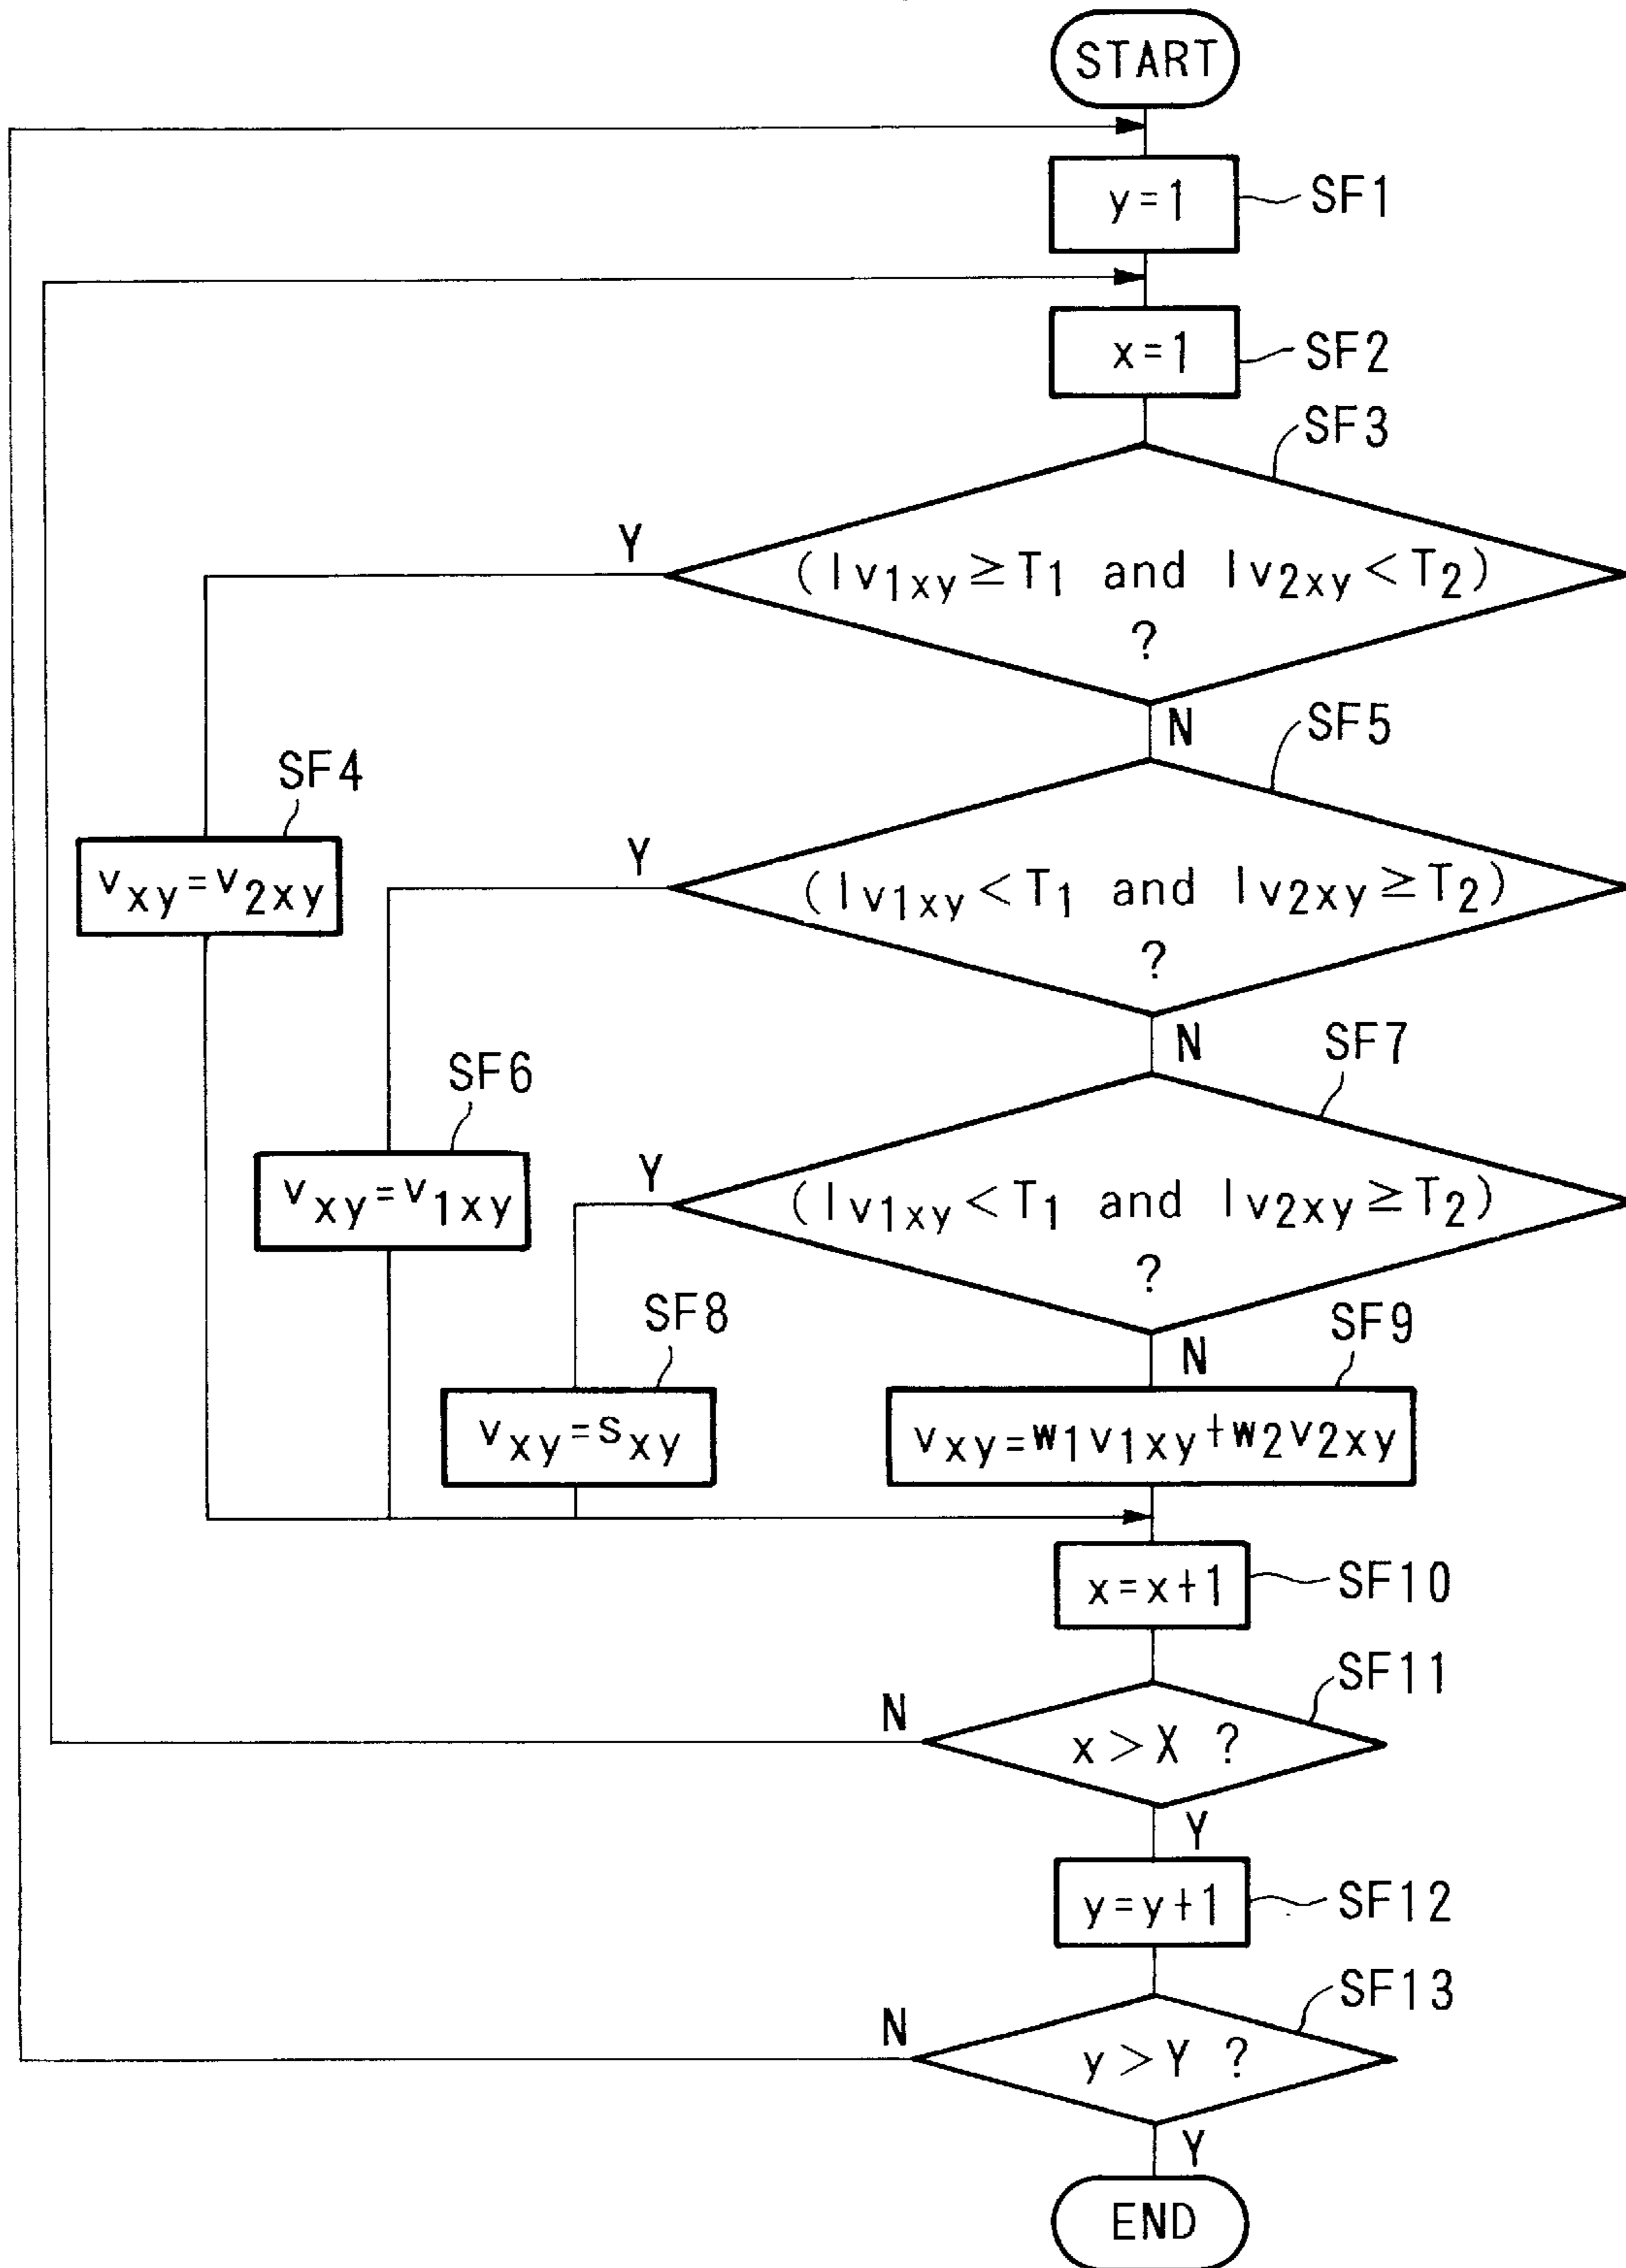 START
y=1
SF1
x=1
SF2
SF3
Y
(Iv1xy≥T1 and Iv2xy<T2)
?
N
SF5
SF4
vxy=v2xy
Y
(Iv1xy<T1 and Iv2xy≥T2)
?
N
SF7
SF6
vxy=v1xy
Y
(Iv1xy<T1 and Iv2xy≥T2)
?
N
SF9
SF8
vxy=sxy
vxy=w1v1xy+w2v2xy
x=x+1
SF10
SF11
N
x>X ?
Y
y=y+1
SF12
SF13
N
y>Y ?
Y
END